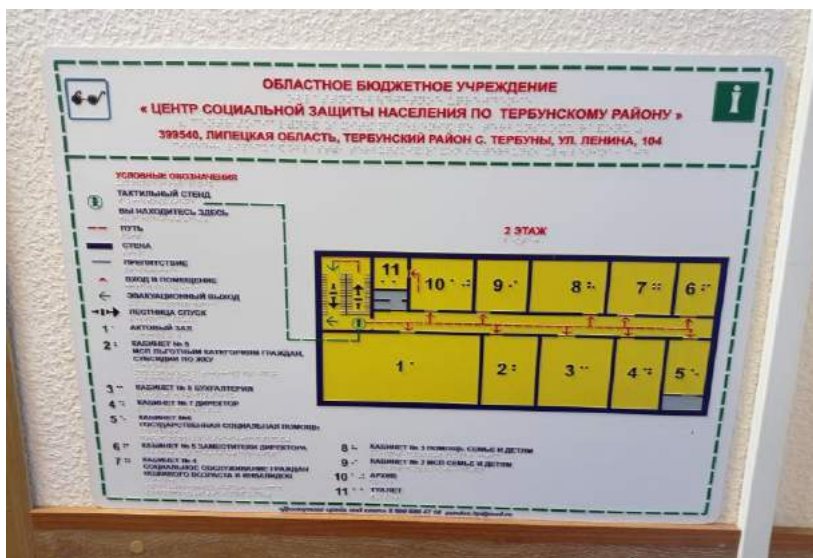 ОБЛАСТНОЕ БЮДЖЕТНОЕ УЧРЕЖДЕНИЕ
« ЦЕНТР СОЦИАЛЬНОЙ ЗАЩИТЫ НАСЕЛЕНИЯ ПО ТЕРБУНСКОМУ РАЙОНУ »
399540, ЛИПЕЦКАЯ ОБЛАСТЬ, ТЕРБУНСКИЙ РАЙОН С. ТЕРБУНЫ, УЛ. ЛЕНИНА, 104
УСЛОВНЫЕ ОБОЗНАЧЕНИЯ
ТАКТИЛЬНЫЙ СТЕНД
ВЫ НАХОДИТЕСЬ ЗДЕСЬ
ПУТЬ
СТЕНА
ПРЕПЯТСТВИЕ
ВХОД В ПОМЕЩЕНИЕ
ЭВАКУАЦИОННЫЙ ВЫХОД
ЛЕСТНИЦА СПУСК
1 АКТОВЫЙ ЗАЛ
2 КАБИНЕТ № 9
МСП ЛЬГОТНЫМ КАТЕГОРИЯМ ГРАЖДАН,
СУБСИДИИ ПО ЖКУ
3 КАБИНЕТ № 8 БУХГАЛТЕРИЯ
4 КАБИНЕТ № 7 ДИРЕКТОР
5 КАБИНЕТ №6
ГОСУДАРСТВЕННАЯ СОЦИАЛЬНАЯ ПОМОЩЬ
6 КАБИНЕТ № 5 ЗАМЕСТИТЕЛИ ДИРЕКТОРА
7 КАБИНЕТ № 4
СОЦИАЛЬНОЕ ОБСЛУЖИВАНИЕ ГРАЖДАН
ПОЖИЛОГО ВОЗРАСТА И ИНВАЛИДОВ
8 КАБИНЕТ № 3 ПОМОЩЬ СЕМЬЕ И ДЕТЯМ
9 КАБИНЕТ № 2 МСП СЕМЬЕ И ДЕТЯМ
10 АРХИВ
11 ТУАЛЕТ
2 ЭТАЖ
11
10 9 8 7 6
1 2 3 4 5